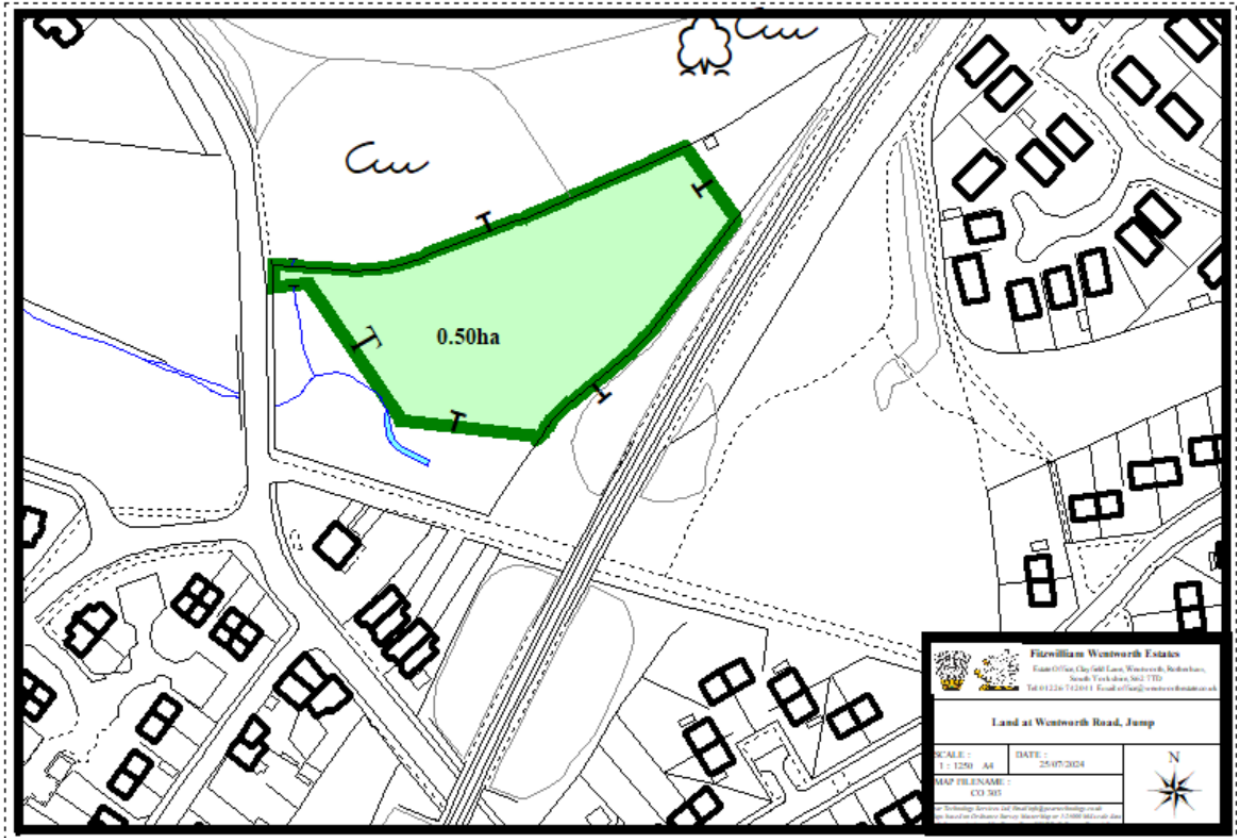 0.50ha
Fitzwilliam Wentworth Estates
Estate Office, Clayfield Lane, Wentworth, Rotherham,
South Yorkshire, S62 7TD
Land at Wentworth Road, Jump
SCALE :
1 : 1250 A4
DATE :
25/07/2024
MAP FILENAME :
CO 303
N